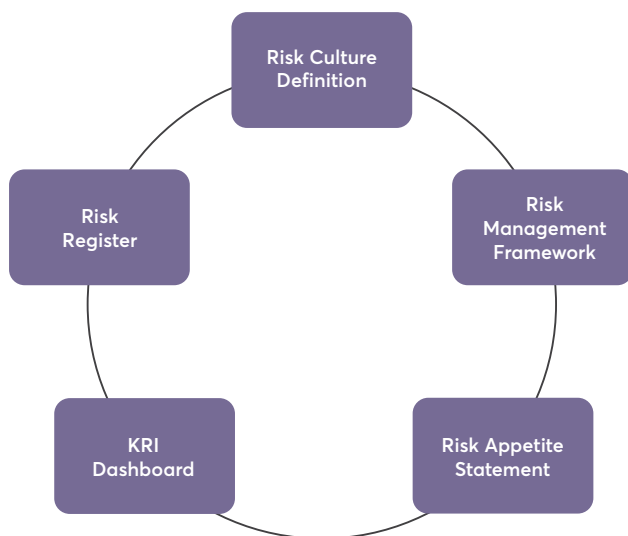 Risk Culture
Definition
Risk
Management
Framework
Risk Appetite
Statement
KRI
Dashboard
Risk
Register